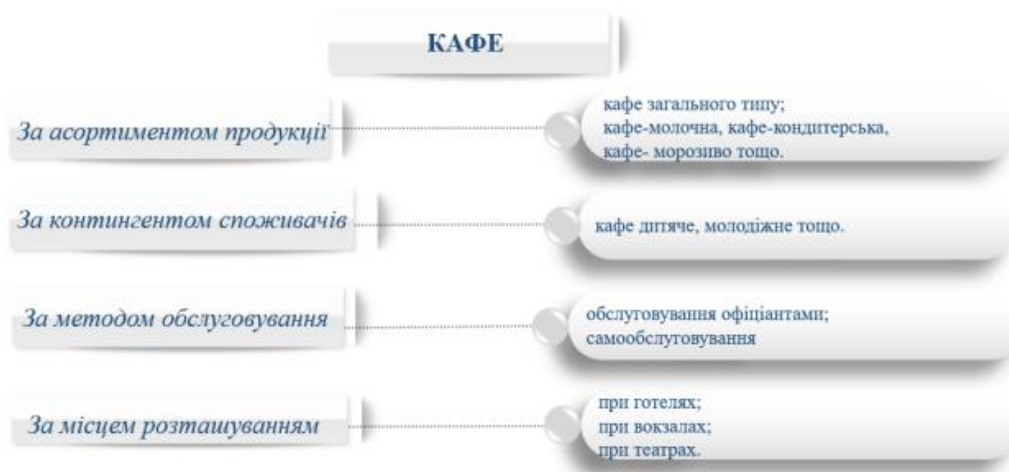 КАФЕ
За асортиментом продукції
кафе загального типу;
кафе-молочна, кафе-кондитерська,
кафе- морозиво тощо.
За контингентом споживачів
кафе дитяче, молодіжне тощо.
За методом обслуговування
обслуговування офіціантами;
самообслуговування
За місцем розташуванням
при готелях;
при вокзалах;
при театрах.